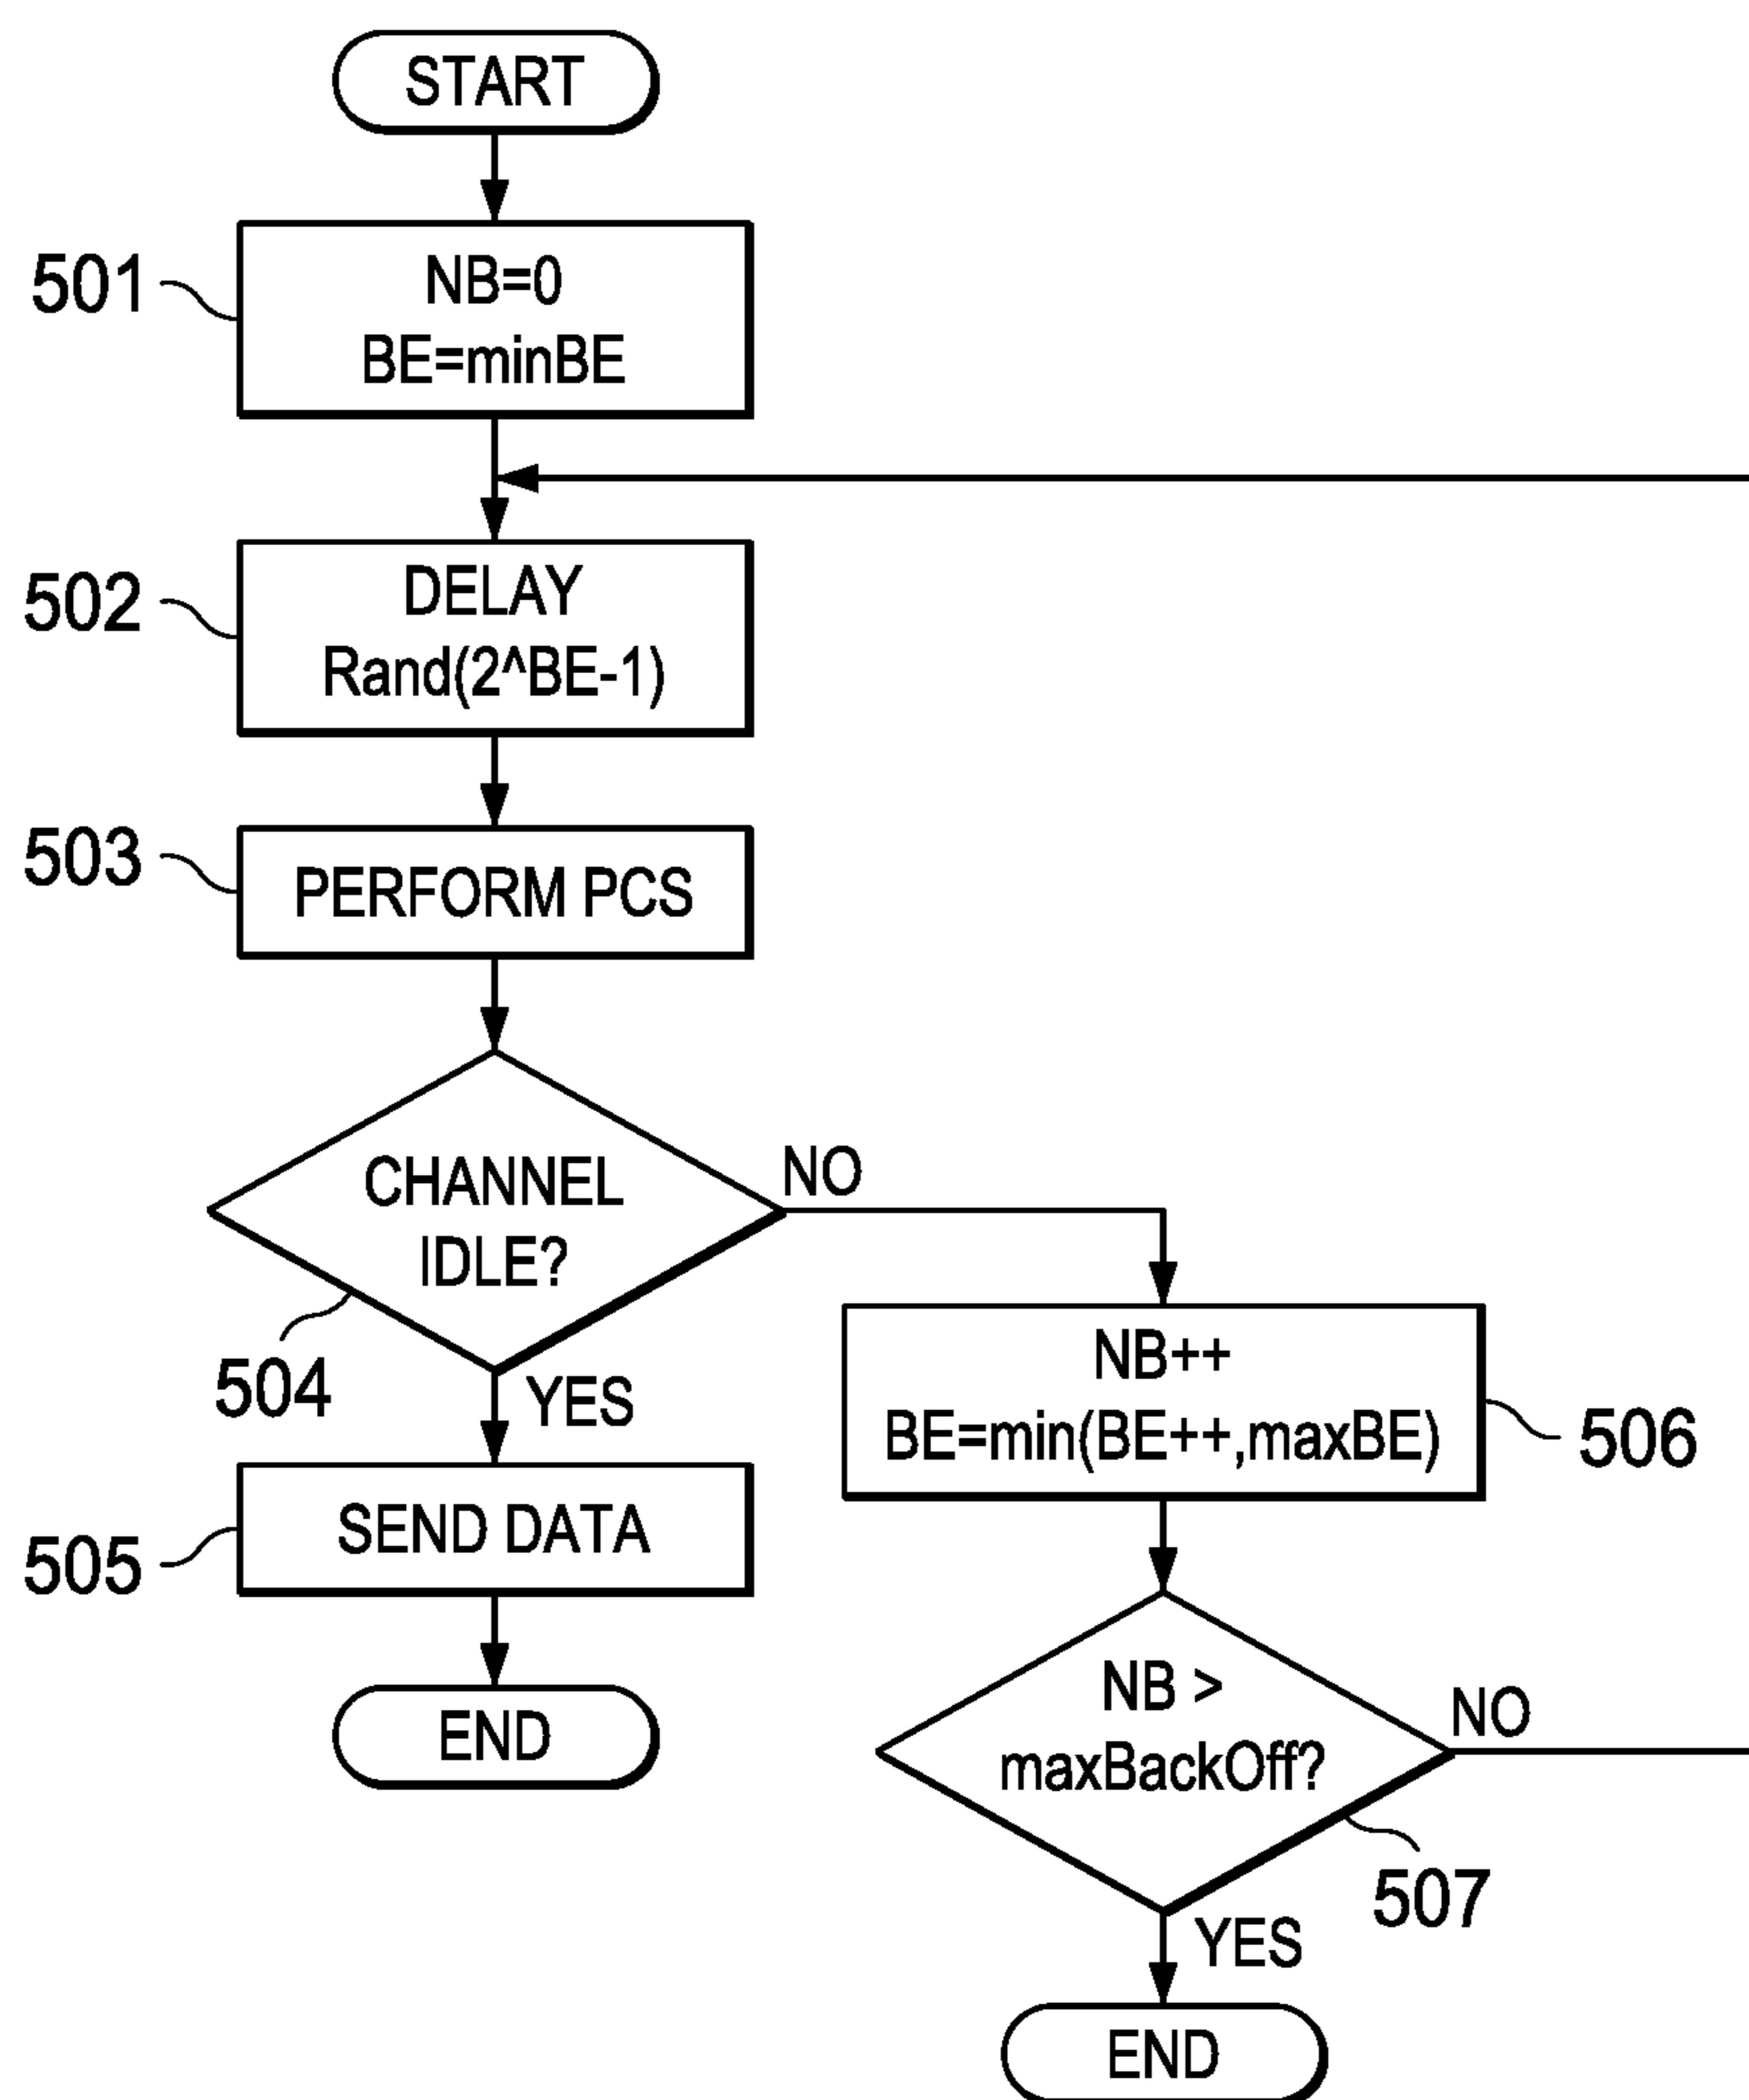 START
501
NB=0
BE=minBE
502
DELAY
Rand(2^BE-1)
503
PERFORM PCS
CHANNEL
IDLE?
NO
504
YES
505
SEND DATA
END
NB++
BE=min(BE++,maxBE)
506
NB >
maxBackOff?
NO
507
YES
END